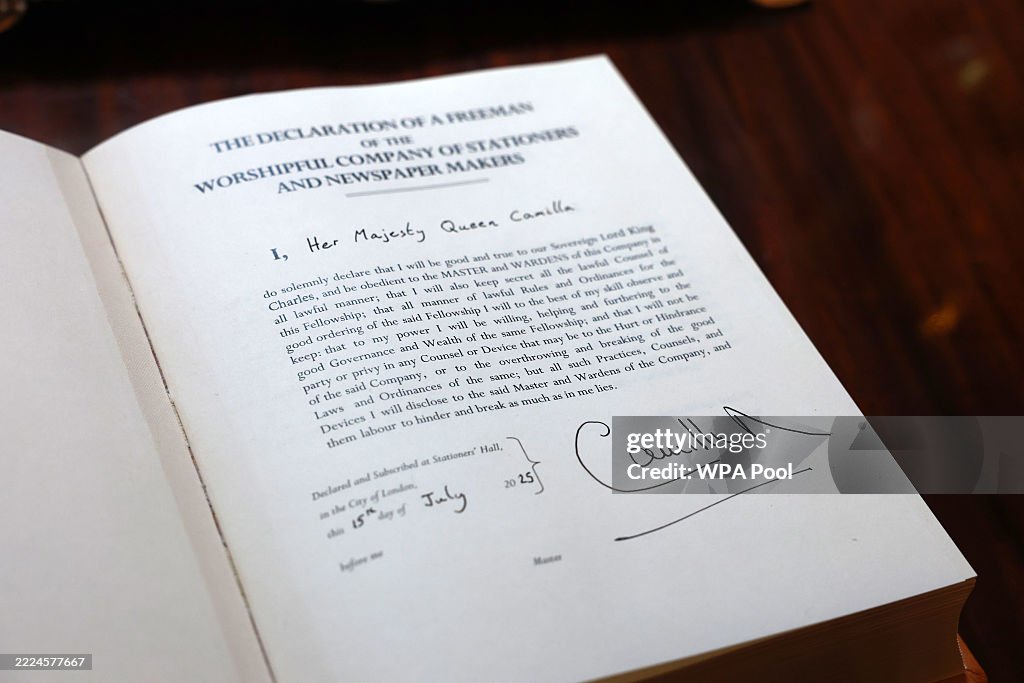 THE DECLARATION OF A FREEMAN
OF THE
WORSHIPFUL COMPANY OF STATIONERS
AND NEWSPAPER MAKERS
I, Her Majesty Queen Camilla
do solemnly declare that I will be good and true to our Sovereign Lord King
Charles, and be obedient to the MASTER and WARDENS of this Company in
all lawful manner; that I will also keep secret all the lawful Counsel of
this Fellowship; that all manner of lawful Rules and Ordinances for the
good ordering of the said Fellowship I will to the best of my skill observe and
keep: that to my power I will be willing, helping and furthering to the
good Governance and Wealth of the same Fellowship; and that I will not be
party or privy in any Counsel or Device that may be to the Hurt or Hindrance
of the said Company, or to the overthrowing and breaking of the good
Laws and Ordinances of the same; but all such Practices, Counsels, and
Devices I will disclose to the said Master and Wardens of the Company, and
them labour to hinder and break as much as in me lies.
Declared and Subscribed at Stationers' Hall,
in the City of London,
this 15th day of July 2025
Camilla R
before me Master
gettyimages®
Credit: WPA Pool
2224577667